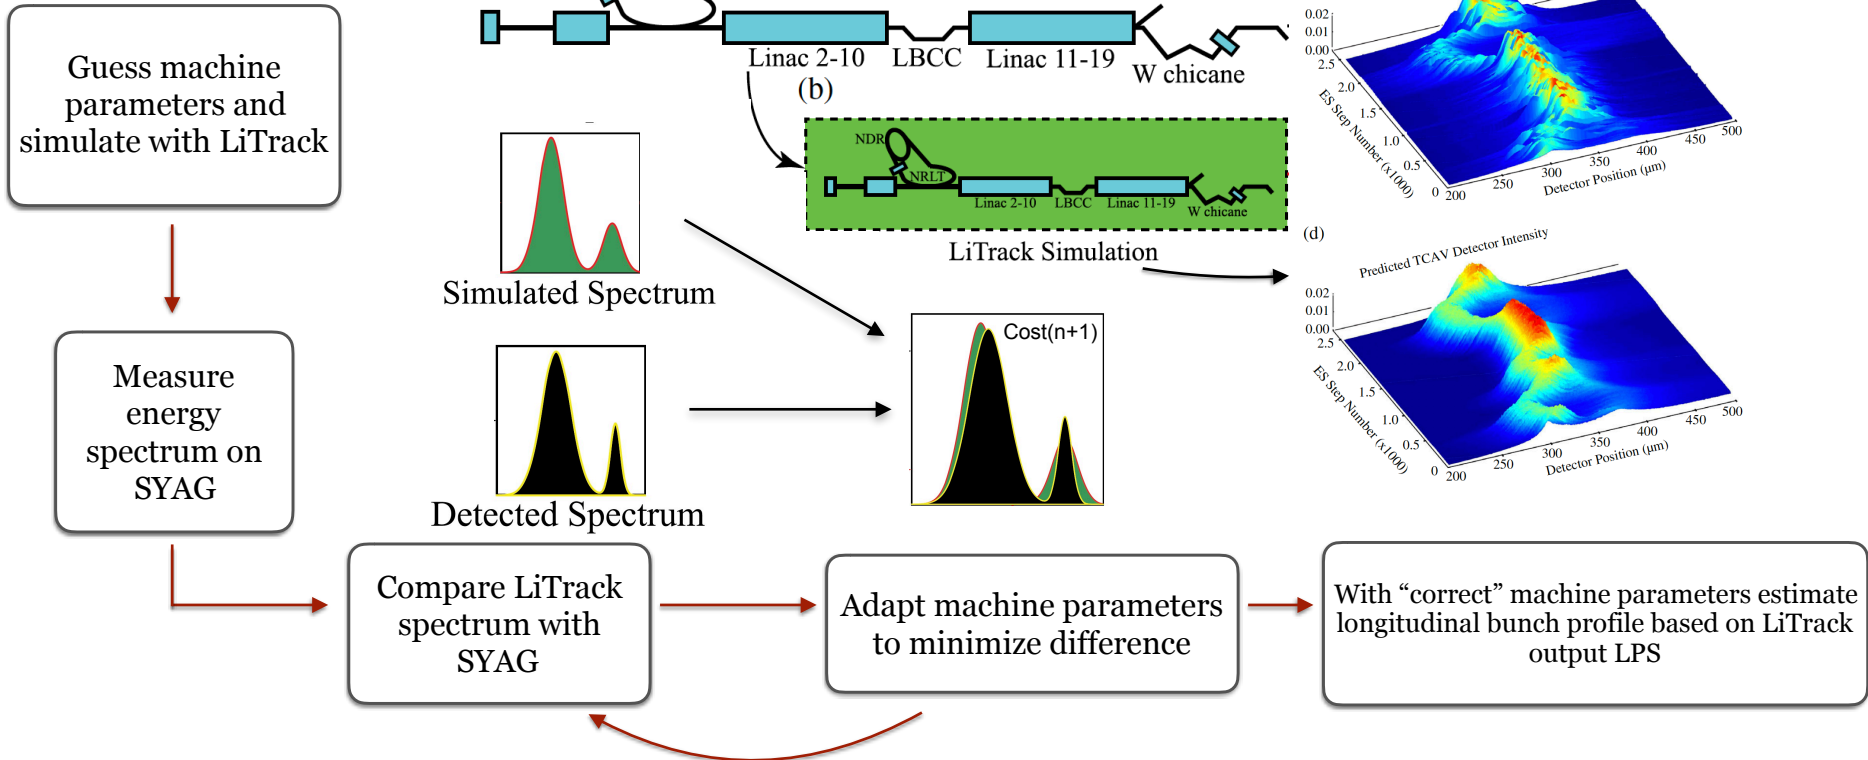 Guess machine
parameters and
simulate with LiTrack
Measure
energy
spectrum on
SYAG
Linac 2-10
LBCC
Linac 11-19
W chicane
(b)
NDR
NRLT
Linac 2-10
LBCC
Linac 11-19
W chicane
LiTrack Simulation
Simulated Spectrum
Detected Spectrum
Cost(n+1)
0.02
0.01
0.00
2.5
2.0
1.5
1.0
0.5
0
ES Step Number (x1000)
200
250
300
350
400
450
500
Detector Position (μm)
(d)
Predicted TCAV Detector Intensity
0.02
0.01
0.00
2.5
2.0
1.5
1.0
0.5
0
ES Step Number (x1000)
200
250
300
350
400
450
500
Detector Position (μm)
Compare LiTrack
spectrum with
SYAG
Adapt machine parameters
to minimize difference
With “correct” machine parameters estimate
longitudinal bunch profile based on LiTrack
output LPS